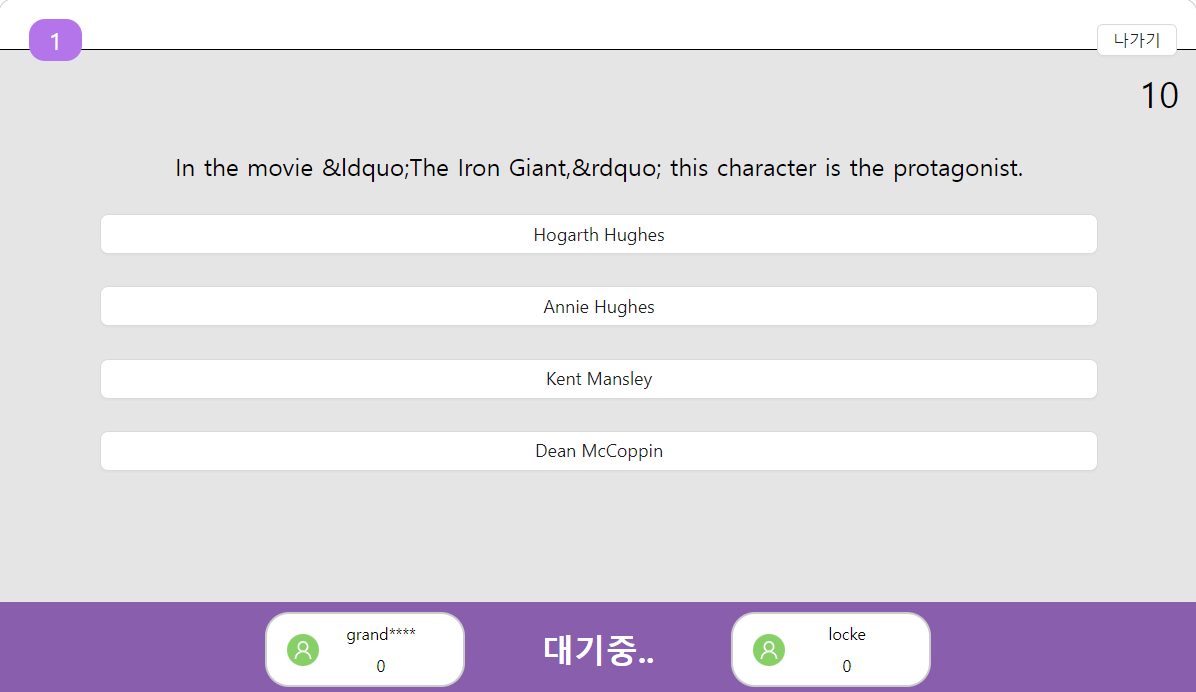 1
나가기
10
In the movie &ldquo;The Iron Giant,&rdquo; this character is the protagonist.
Hogarth Hughes
Annie Hughes
Kent Mansley
Dean McCoppin
grand****
0
대기중..
locke
0